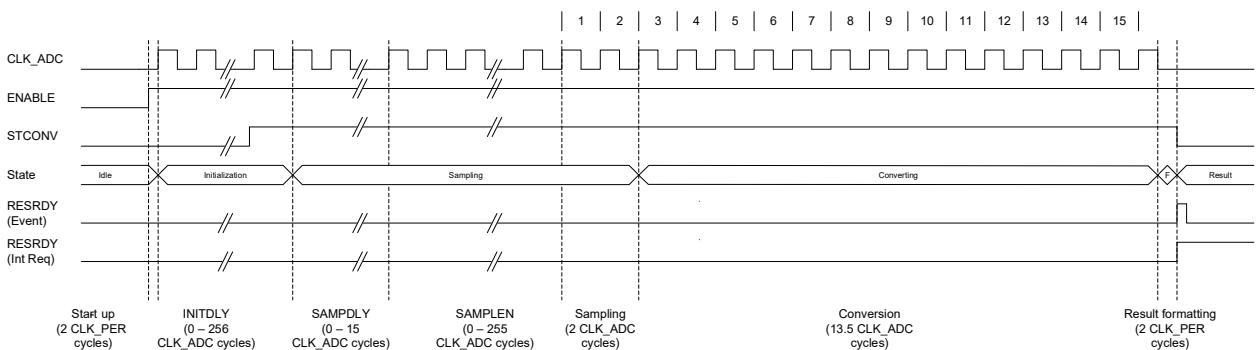 1 2 3 4 5 6 7 8 9 10 11 12 13 14 15
CLK_ADC
ENABLE
STCONV
State Idle Initialization Sampling Converting F Result
RESRDY
(Event)
RESRDY
(Int Req)
Start up INITDLY SAMPDLY SAMPLEN Sampling Conversion Result formatting
(2 CLK_PER (0 – 256 (0 – 15 (0 – 255 (2 CLK_ADC (13.5 CLK_ADC (2 CLK_PER
cycles) CLK_ADC cycles) CLK_ADC cycles) CLK_ADC cycles) cycles) cycles) cycles)